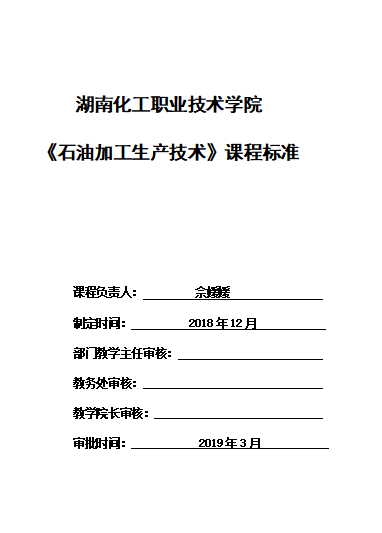 湖南化工职业技术学院
《石油加工生产技术》课程标准
课程负责人：佘媛媛
制定时间：2018年12月
部门教学主任审核：
教务处审核：
教学院长审核：
审批时间：2019年3月